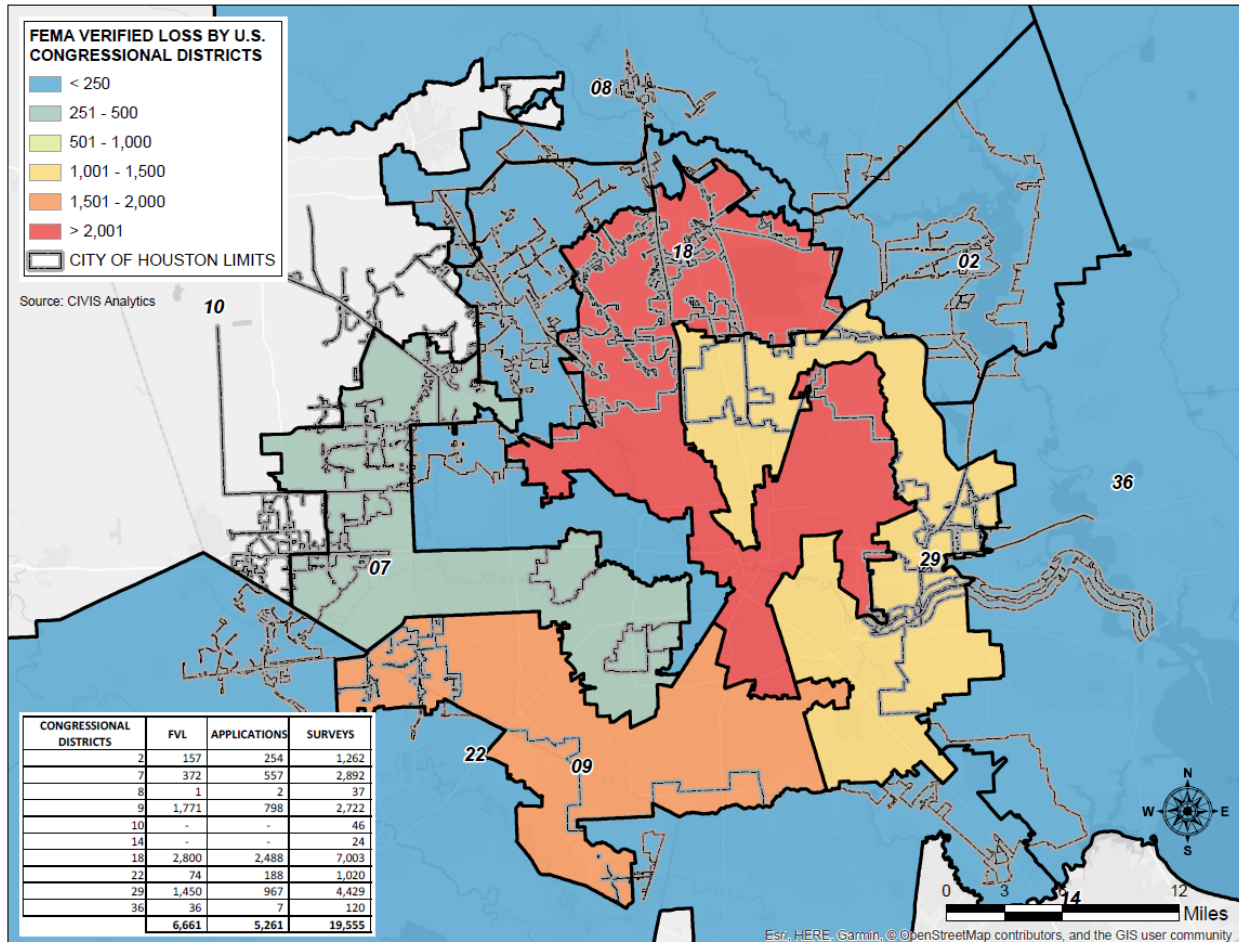 FEMA VERIFIED LOSS BY U.S.
CONGRESSIONAL DISTRICTS
< 250
251 - 500
501 - 1,000
1,001 - 1,500
1,501 - 2,000
> 2,001
CITY OF HOUSTON LIMITS
Source: CIVIS Analytics
08
18
02
10
36
29
07
22
09
14
CONGRESSIONAL DISTRICTS FVL APPLICATIONS SURVEYS
2 157 254 1,262
7 372 557 2,892
8 1 2 37
9 1,771 798 2,722
10 - - 46
14 - - 24
18 2,800 2,488 7,003
22 74 188 1,020
29 1,450 967 4,429
36 36 7 120
6,661 5,261 19,555
N
W E
S
0 3 6 12
Miles
Esri, HERE, Garmin, © OpenStreetMap contributors, and the GIS user community